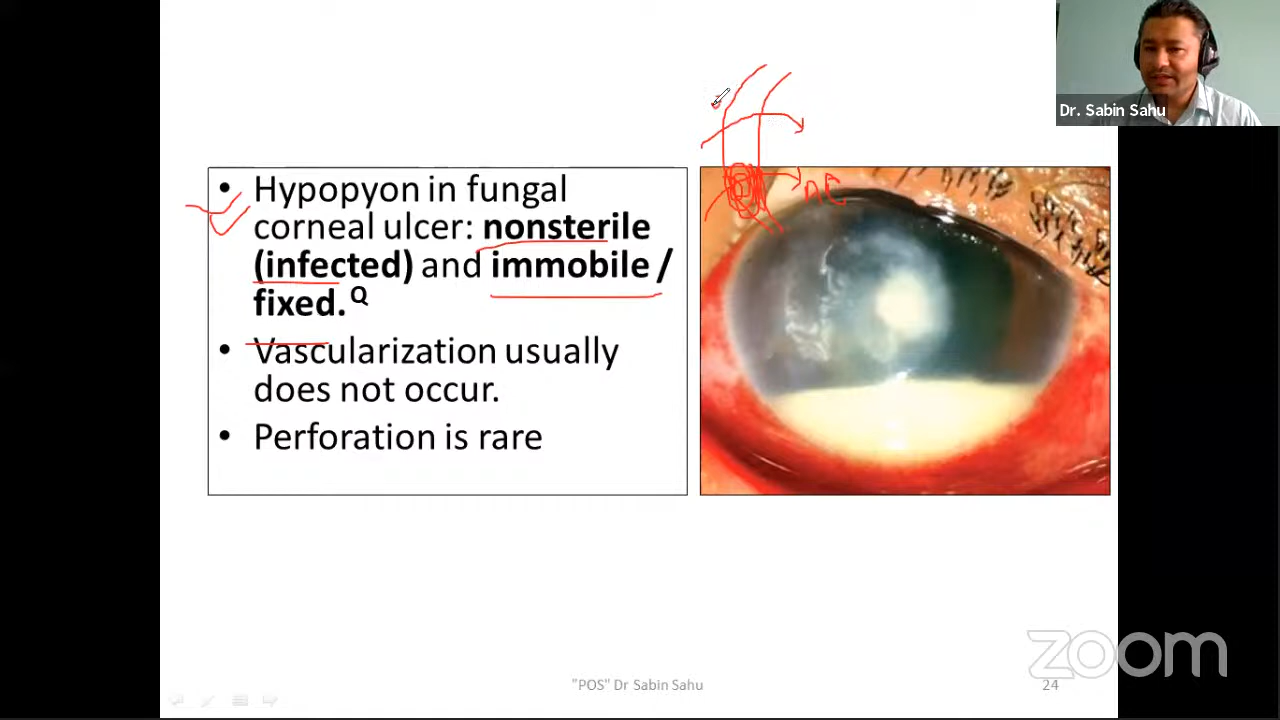 Dr. Sabin Sahu
AC
• Hypopyon in fungal
corneal ulcer: nonsterile
(infected) and immobile /
fixed.Q
• Vascularization usually
does not occur.
• Perforation is rare
zoom
"POS" Dr Sabin Sahu
24